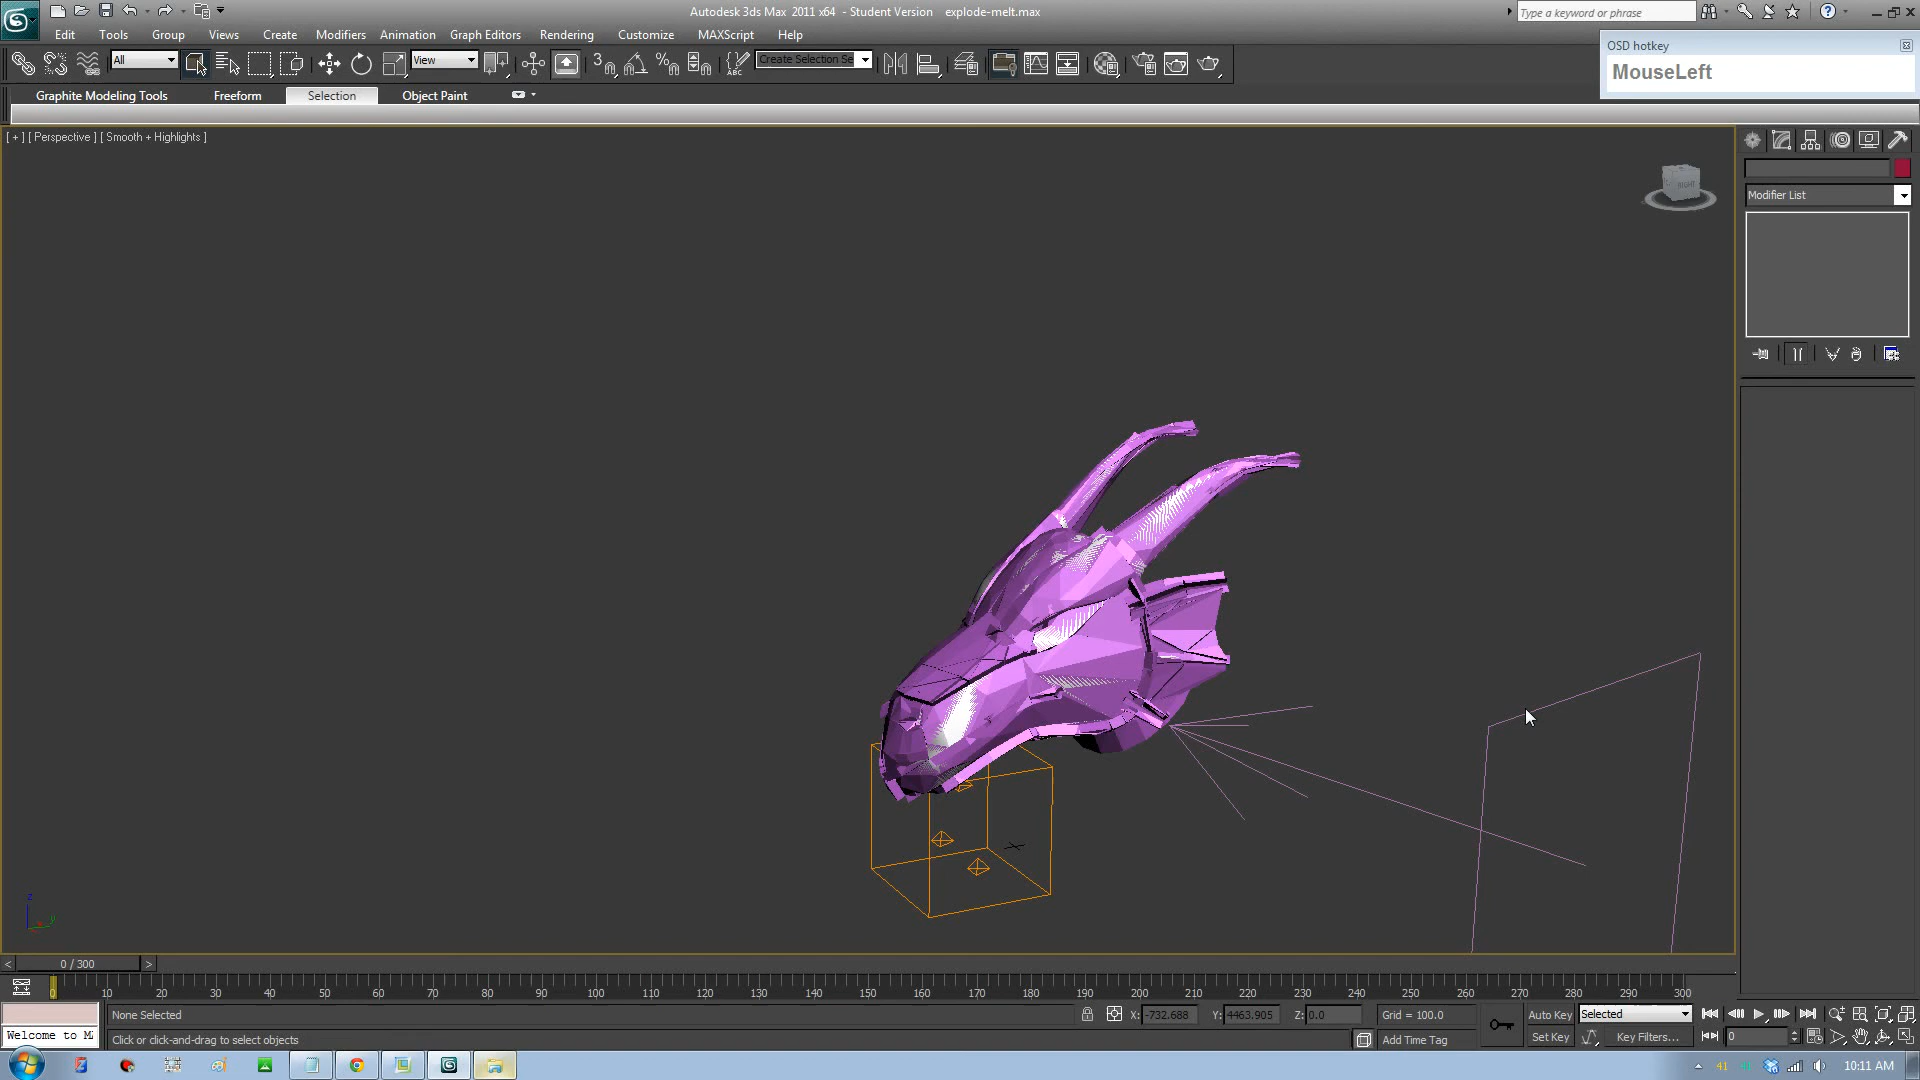 Autodesk 3ds Max 2011 x64 - Student Version explode-melt.max
Type a keyword or phrase
Edit Tools Group Views Create Modifiers Animation Graph Editors Rendering Customize MAXScript Help
OSD hotkey
MouseLeft
All View Create Selection Se
Graphite Modeling Tools Freeform Selection Object Paint
[ + ] [ Perspective ] [ Smooth + Highlights ]
Modifier List
< 0 / 300 >
0 10 20 30 40 50 60 70 80 90 100 110 120 130 140 150 160 170 180 190 200 210 220 230 240 250 260 270 280 290 300
None Selected X: -732.688 Y: 4463.905 Z: 0.0 Grid = 100.0 Auto Key Selected
Welcome to Click or click-and-drag to select objects Add Time Tag Set Key Key Filters... 0
41 10:11 AM